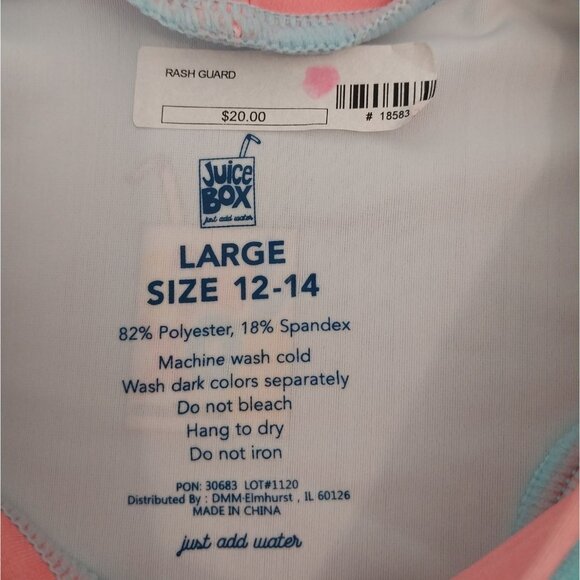 RASH GUARD
$20.00
# 18583
JUICE
BOX
just add water
LARGE
SIZE 12-14
82% Polyester, 18% Spandex
Machine wash cold
Wash dark colors separately
Do not bleach
Hang to dry
Do not iron
PON: 30683 LOT#1120
Distributed By : DMM-Elmhurst , IL 60126
MADE IN CHINA
just add water